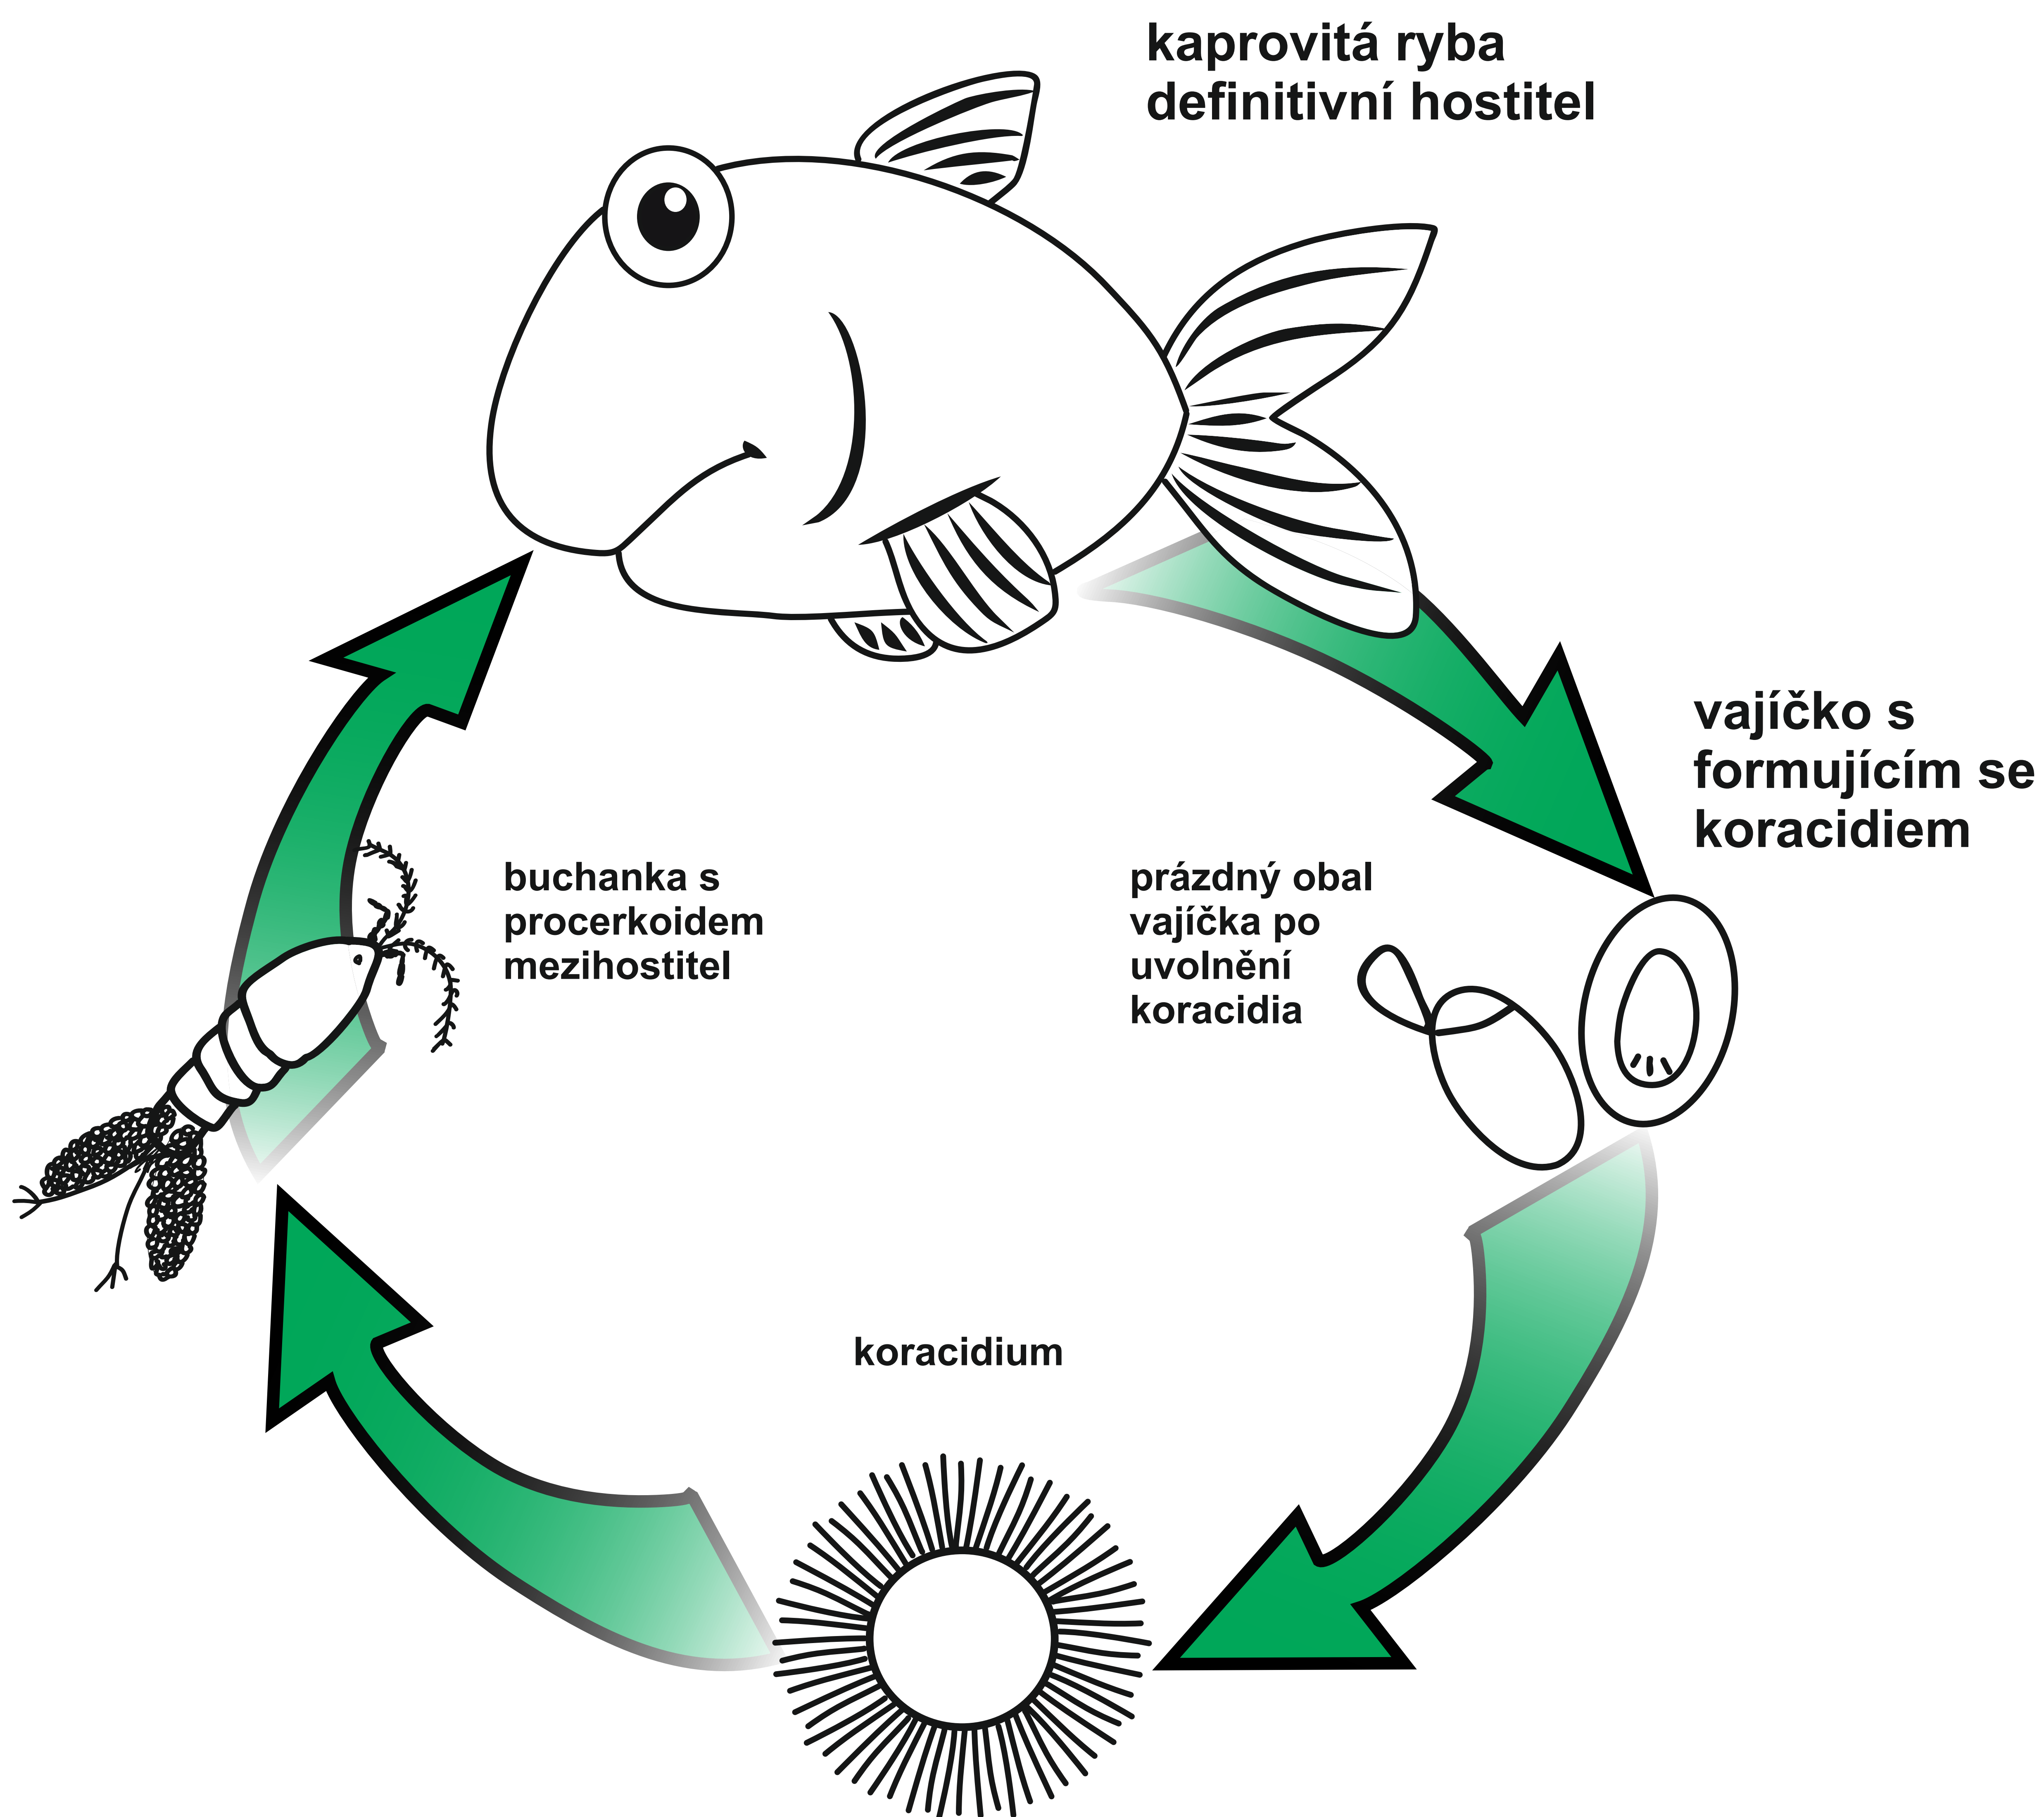 kaprovitá ryba
definitivní hostitel
vajíčko s
formujícím se
koracidiem
buchanka s
procerkoidem
mezihostitel
prázdný obal
vajíčka po
uvolnění
koracidia
koracidium